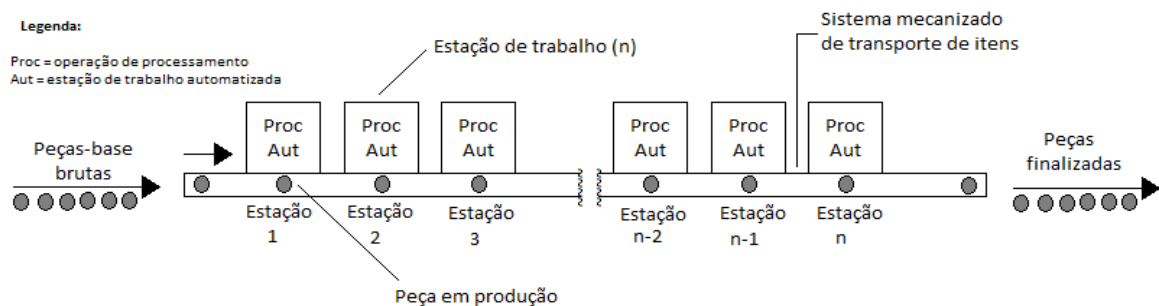 Legenda:
Proc = operação de processamento
Aut = estação de trabalho automatizada
Estação de trabalho (n)
Sistema mecanizado
de transporte de itens
Peças-base
brutas
Proc
Aut
Proc
Aut
Proc
Aut
Proc
Aut
Proc
Aut
Proc
Aut
Peças
finalizadas
Estação
1
Estação
2
Estação
3
Estação
n-2
Estação
n-1
Estação
n
Peça em produção